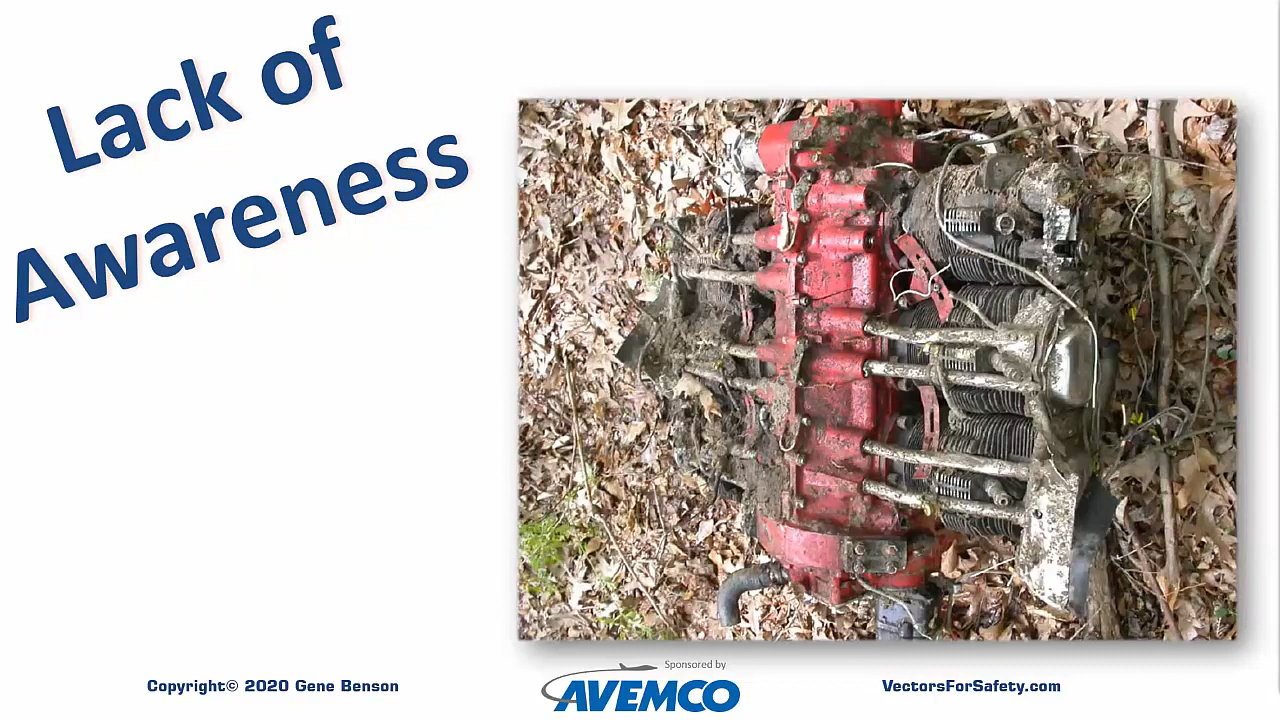 Lack of
Awareness
Copyright© 2020 Gene Benson
Sponsored by
AVEMCO
VectorsForSafety.com